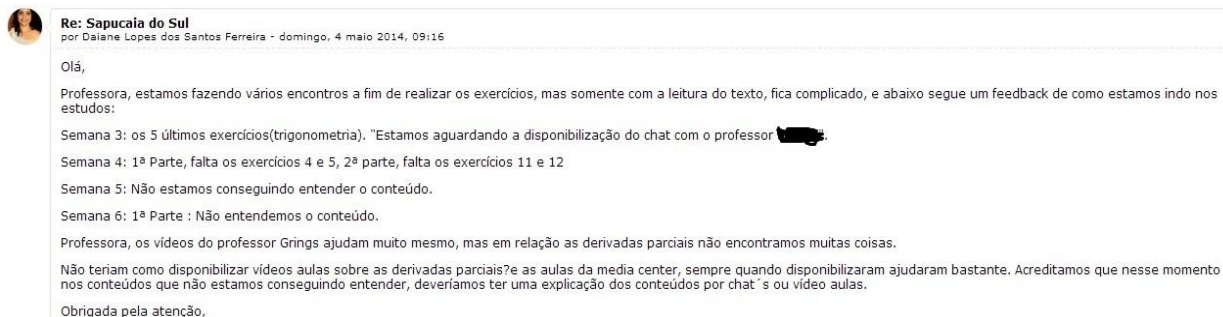 Re: Sapucaia do Sul
por Daiane Lopes dos Santos Ferreira - domingo, 4 maio 2014, 09:16
Olá,
Professora, estamos fazendo vários encontros a fim de realizar os exercícios, mas somente com a leitura do texto, fica complicado, e abaixo segue um feedback de como estamos indo nos
estudos:
Semana 3: os 5 últimos exercícios(trigonometria). "Estamos aguardando a disponibilização do chat com o professor ".
Semana 4: 1ª Parte, falta os exercícios 4 e 5, 2ª parte, falta os exercícios 11 e 12
Semana 5: Não estamos conseguindo entender o conteúdo.
Semana 6: 1ª Parte : Não entendemos o conteúdo.
Professora, os vídeos do professor Grings ajudam muito mesmo, mas em relação as derivadas parciais não encontramos muitas coisas.
Não teriam como disponibilizar vídeos aulas sobre as derivadas parciais?e as aulas da media center, sempre quando disponibilizaram ajudaram bastante. Acreditamos que nesse momento
nos conteúdos que não estamos conseguindo entender, deveríamos ter uma explicação dos conteúdos por chat´s ou vídeo aulas.
Obrigada pela atenção,